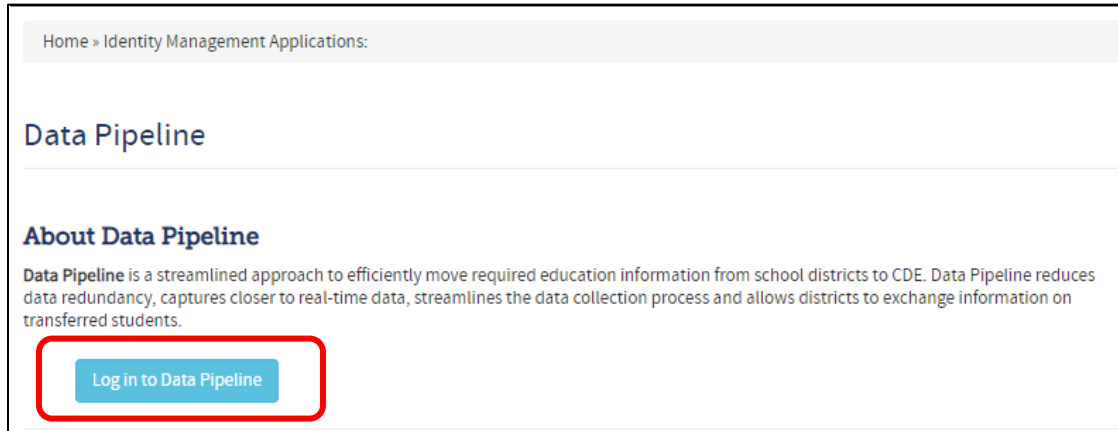 Home » Identity Management Applications:
Data Pipeline
About Data Pipeline
Data Pipeline is a streamlined approach to efficiently move required education information from school districts to CDE. Data Pipeline reduces
data redundancy, captures closer to real-time data, streamlines the data collection process and allows districts to exchange information on
transferred students.
Log in to Data Pipeline